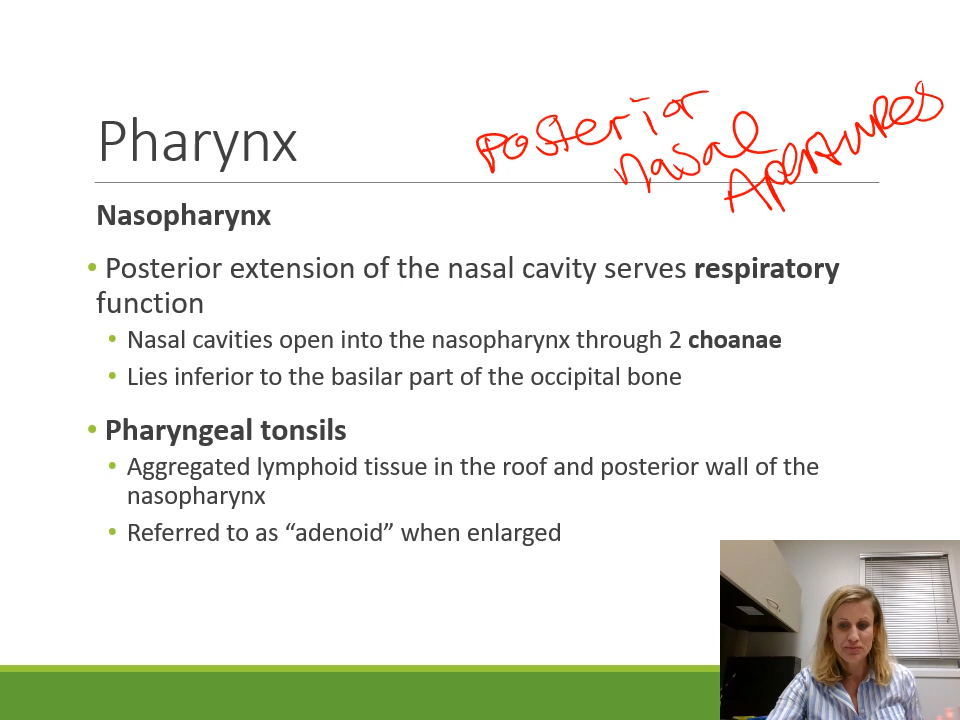 Pharynx
Posterior
nasal
Apertures
Nasopharynx
• Posterior extension of the nasal cavity serves respiratory
function
• Nasal cavities open into the nasopharynx through 2 choanae
• Lies inferior to the basilar part of the occipital bone
• Pharyngeal tonsils
• Aggregated lymphoid tissue in the roof and posterior wall of the
nasopharynx
• Referred to as “adenoid” when enlarged